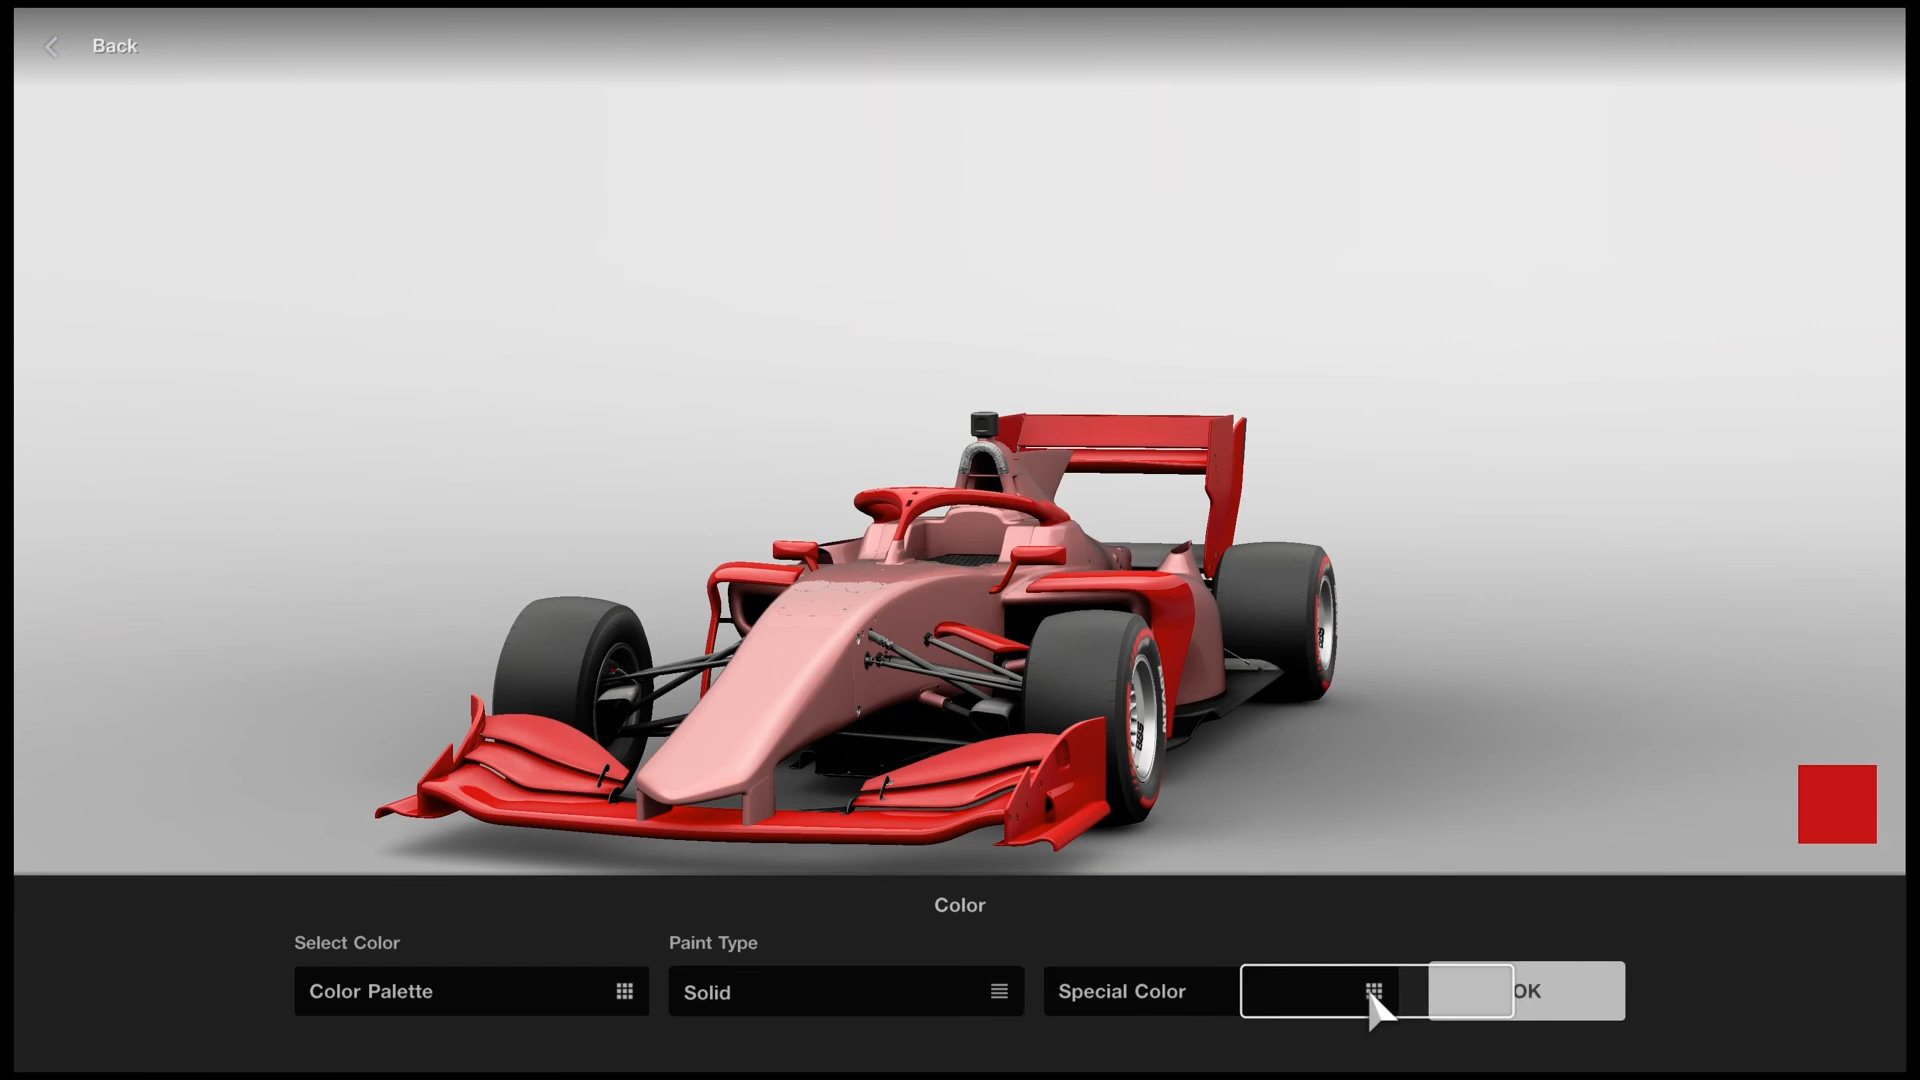 Back
Color
Select Color
Paint Type
Color Palette
Solid
Special Color
OK